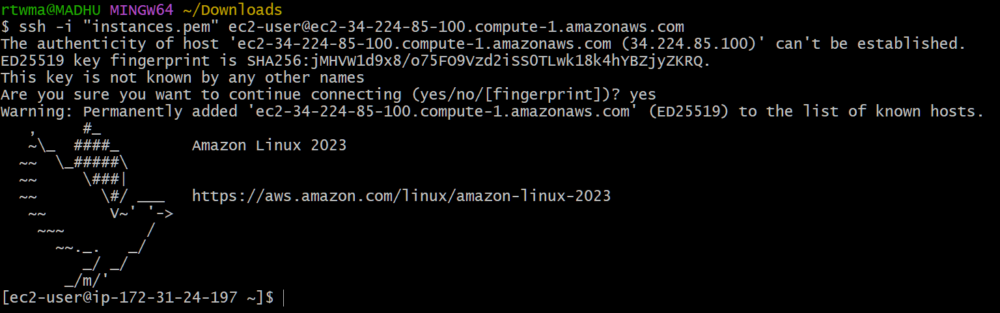 rtwma@MADHU MINGW64 ~/Downloads
$ ssh -i "instances.pem" ec2-user@ec2-34-224-85-100.compute-1.amazonaws.com
The authenticity of host 'ec2-34-224-85-100.compute-1.amazonaws.com (34.224.85.100)' can't be established.
ED25519 key fingerprint is SHA256:jMHVW1d9x8/o75FO9Vzd2iSSOTLwk18k4hYBZjyZKRQ.
This key is not known by any other names
Are you sure you want to continue connecting (yes/no/[fingerprint])? yes
Warning: Permanently added 'ec2-34-224-85-100.compute-1.amazonaws.com' (ED25519) to the list of known hosts.
   ,     #_
   ~\_  ####_        Amazon Linux 2023
  ~~  \_#####\
  ~~     \###|
  ~~       \#/ ___   https://aws.amazon.com/linux/amazon-linux-2023
   ~~       V~' '->
    ~~~         /
      ~~._.   _/
         _/ _/
       _/m/'
[ec2-user@ip-172-31-24-197 ~]$